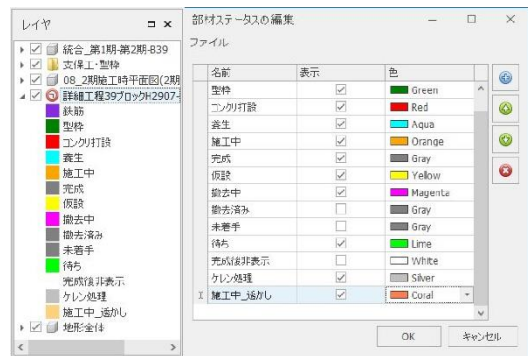 レイヤ
統合_第1期-第2期-B39
支保工・型枠
08_2期施工時平面図(2期
詳細工程39ブロックH2907-
鉄筋
型枠
コンクリ打設
養生
施工中
完成
仮設
撤去中
撤去済み
未着手
待ち
完成後非表示
ケレン処理
施工中_透かし
地形全体
部材ステータスの編集
ファイル
名前 表示 色
型枠 Green
コンクリ打設 Red
養生 Aqua
施工中 Orange
完成 Gray
仮設 Yellow
撤去中 Magenta
撤去済み Gray
未着手 Gray
待ち Lime
完成後非表示 White
ケレン処理 Silver
施工中_透かし Coral
OK キャンセル